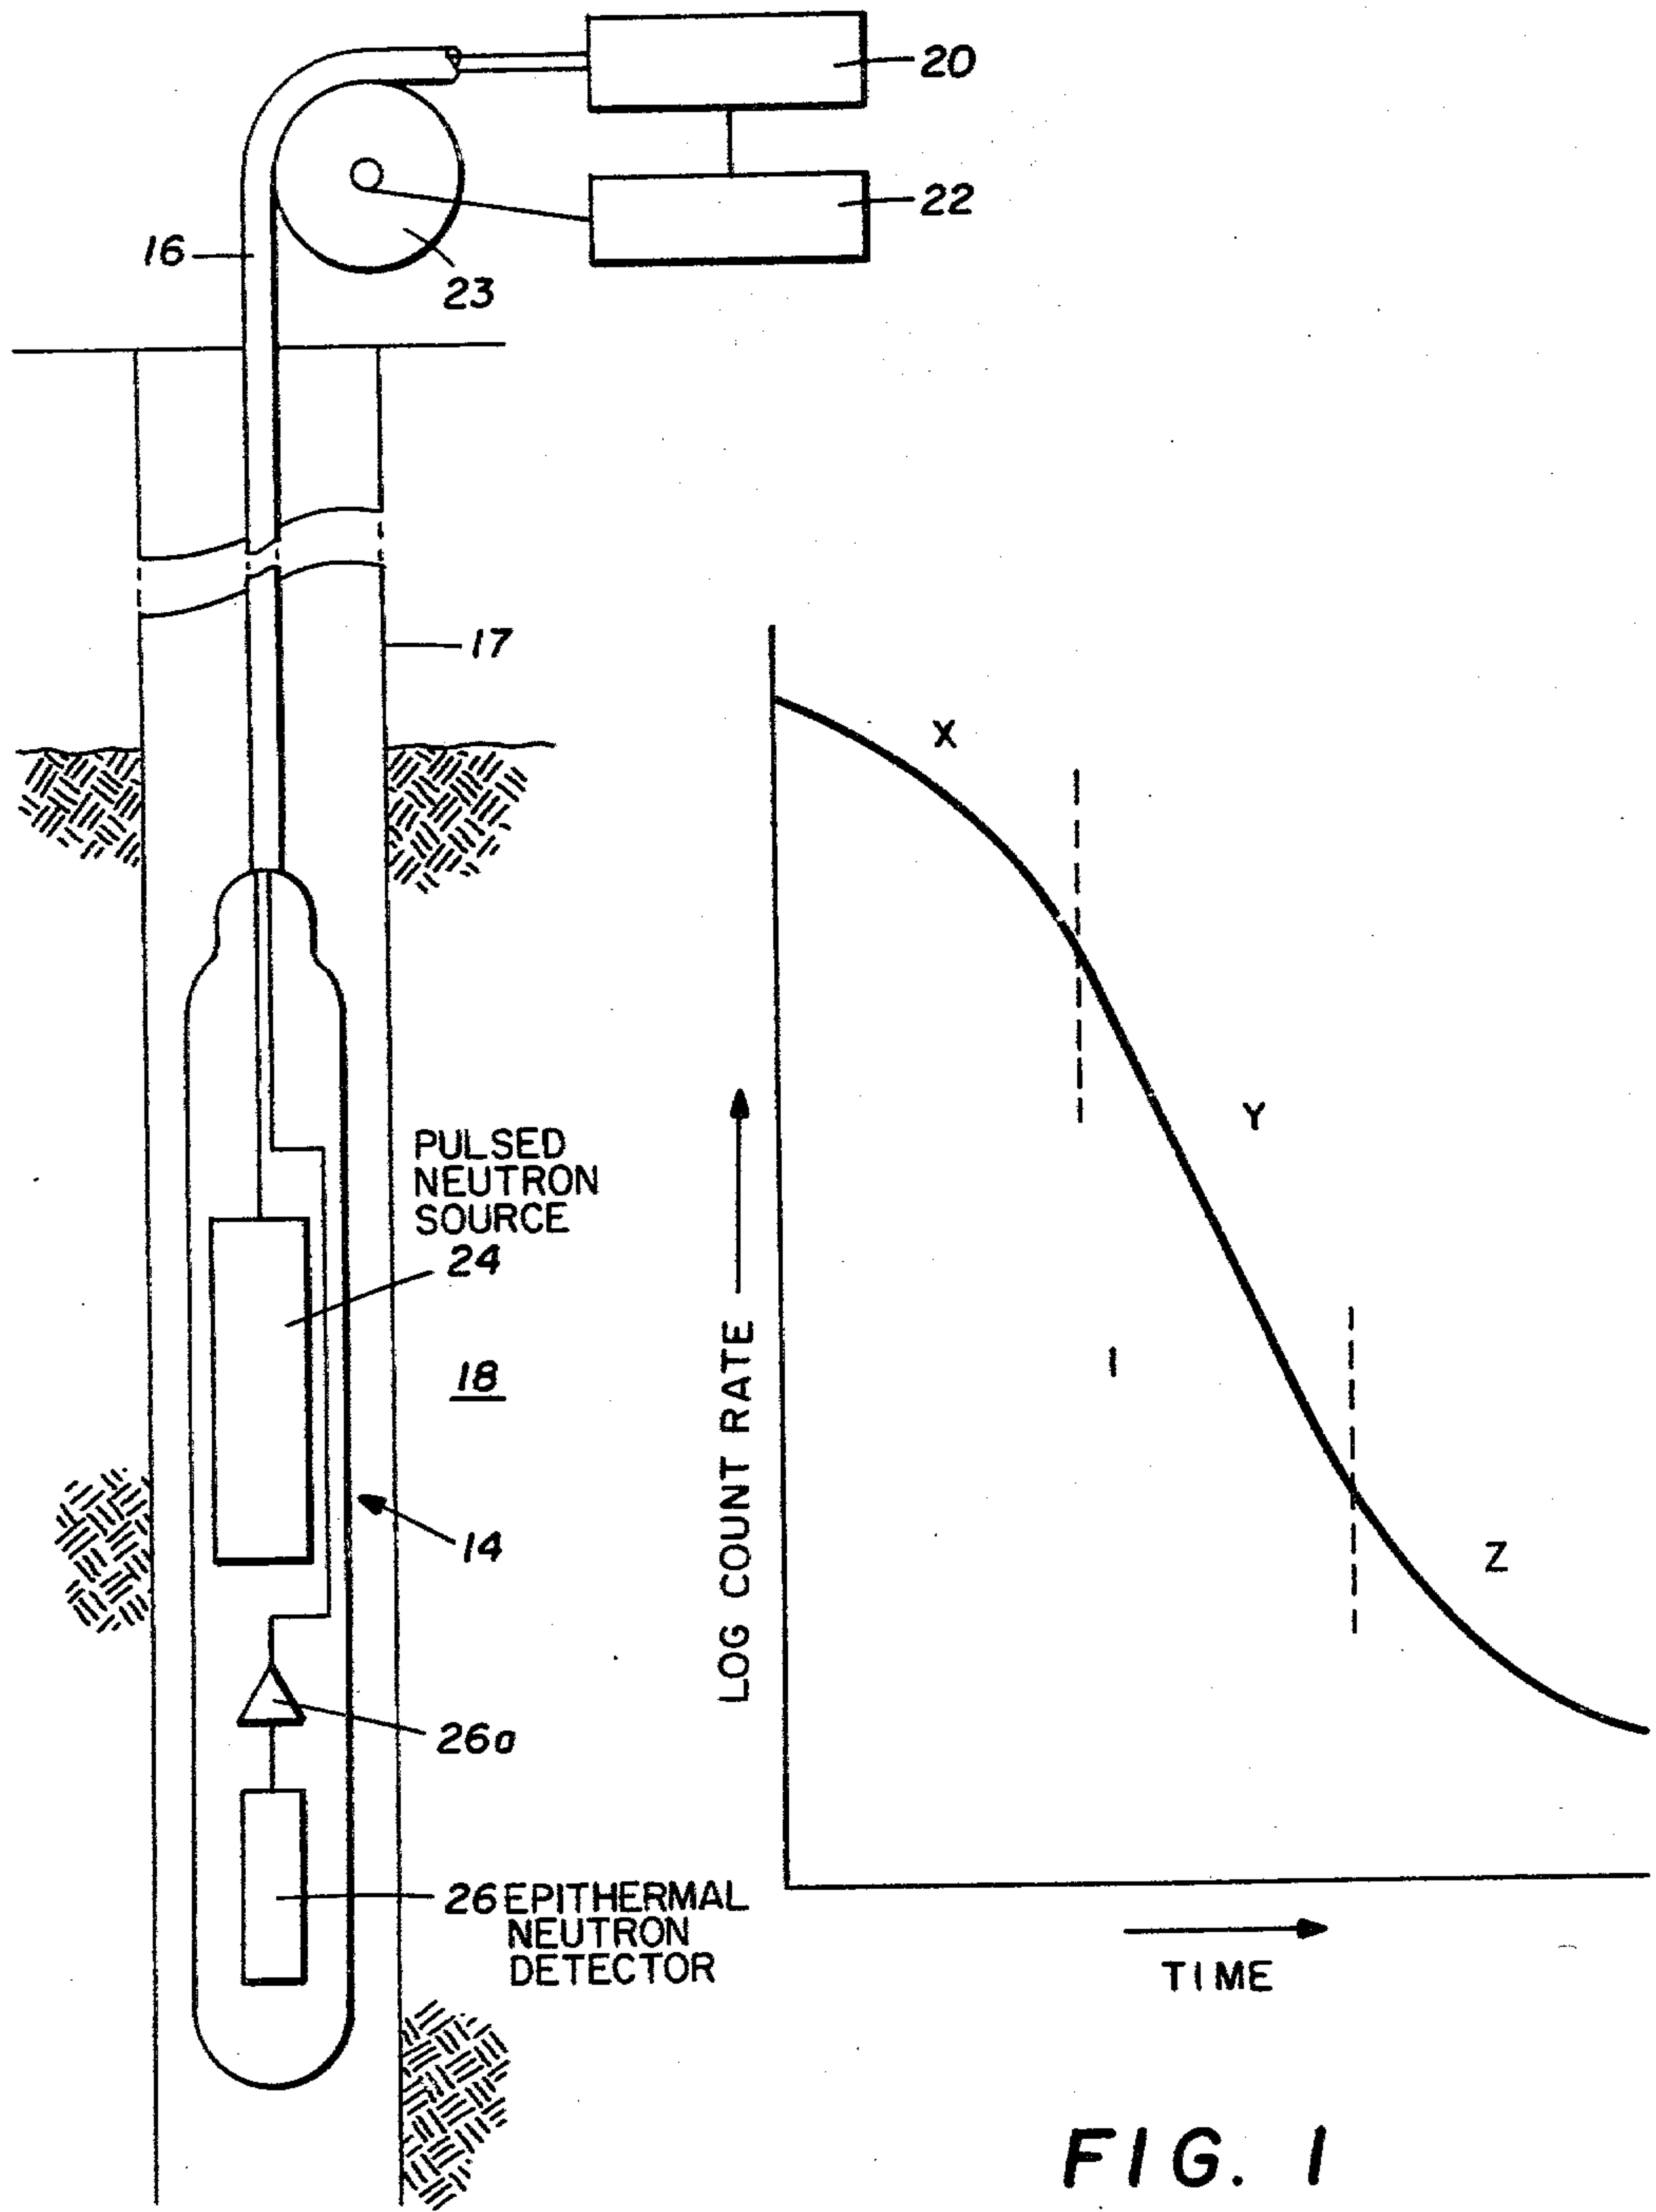 20
22
16
23
17
X
Y
PULSED
NEUTRON
SOURCE
24
18
I
LOG COUNT RATE
14
Z
26a
26 EPITHERMAL
NEUTRON
DETECTOR
TIME
FIG. 1